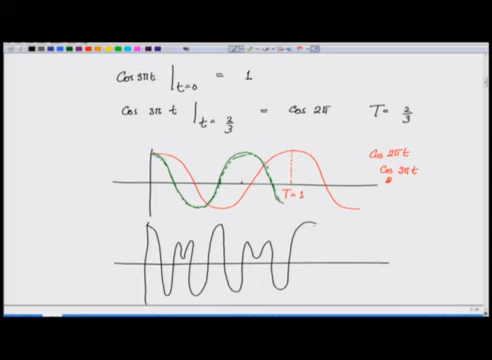 Cos 3πt |t=0 = 1
Cos 3π t |t=2/3 = Cos 2π T = 2/3
Cos 2πt
Cos 3πt
T=1